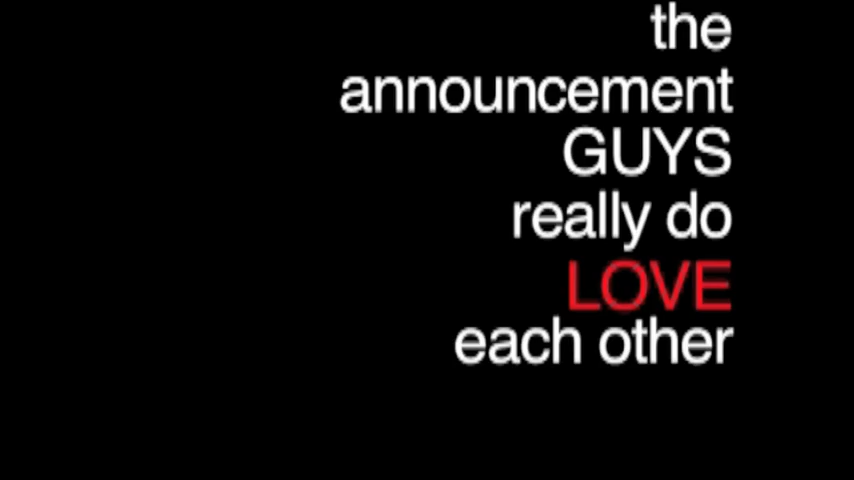 the
announcement
GUYS
really do
LOVE
each other